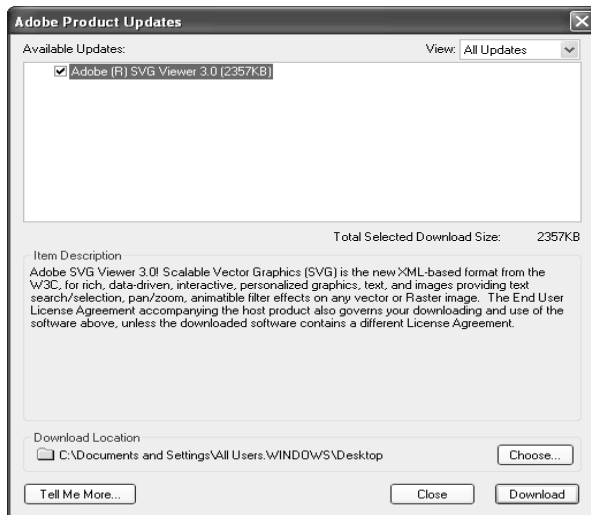 Adobe Product Updates
Available Updates:
View: All Updates
Adobe (R) SVG Viewer 3.0 (2357KB)
Total Selected Download Size: 2357KB
Item Description
Adobe SVG Viewer 3.0! Scalable Vector Graphics (SVG) is the new XML-based format from the
W3C, for rich, data-driven, interactive, personalized graphics, text, and images providing text
search/selection, pan/zoom, animatible filter effects on any vector or Raster image. The End User
License Agreement accompanying the host product also governs your downloading and use of the
software above, unless the downloaded software contains a different License Agreement.
Download Location
C:\Documents and Settings\All Users.WINDOWS\Desktop
Choose...
Tell Me More...
Close
Download